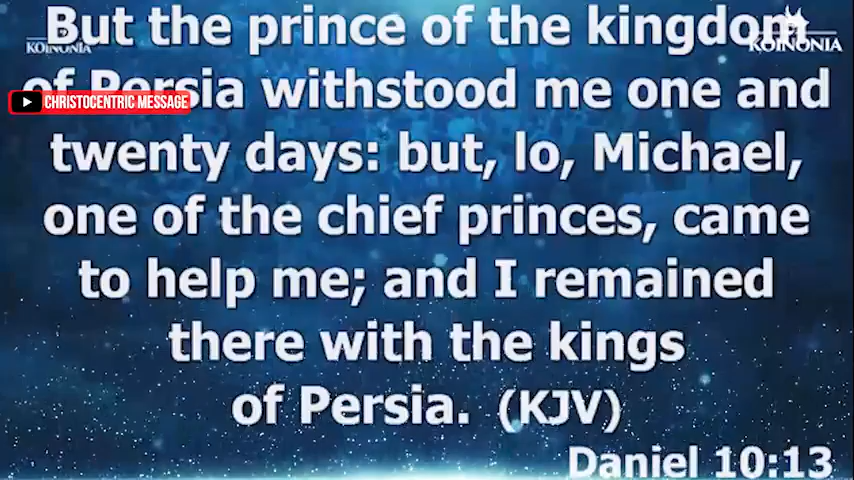 But the prince of the kingdom
KOINONIA
KOINONIA
of Persia withstood me one and
CHRISTOCENTRIC MESSAGE
twenty days: but, lo, Michael,
one of the chief princes, came
to help me; and I remained
there with the kings
of Persia. (KJV)
Daniel 10:13